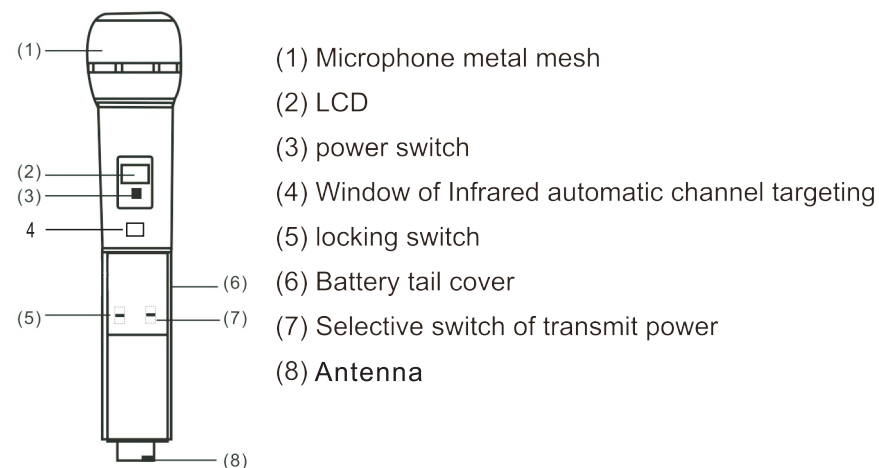 (1)
(2)
(3)
4
(5)
(6)
(7)
(8)
(1) Microphone metal mesh
(2) LCD
(3) power switch
(4) Window of Infrared automatic channel targeting
(5) locking switch
(6) Battery tail cover
(7) Selective switch of transmit power
(8) Antenna